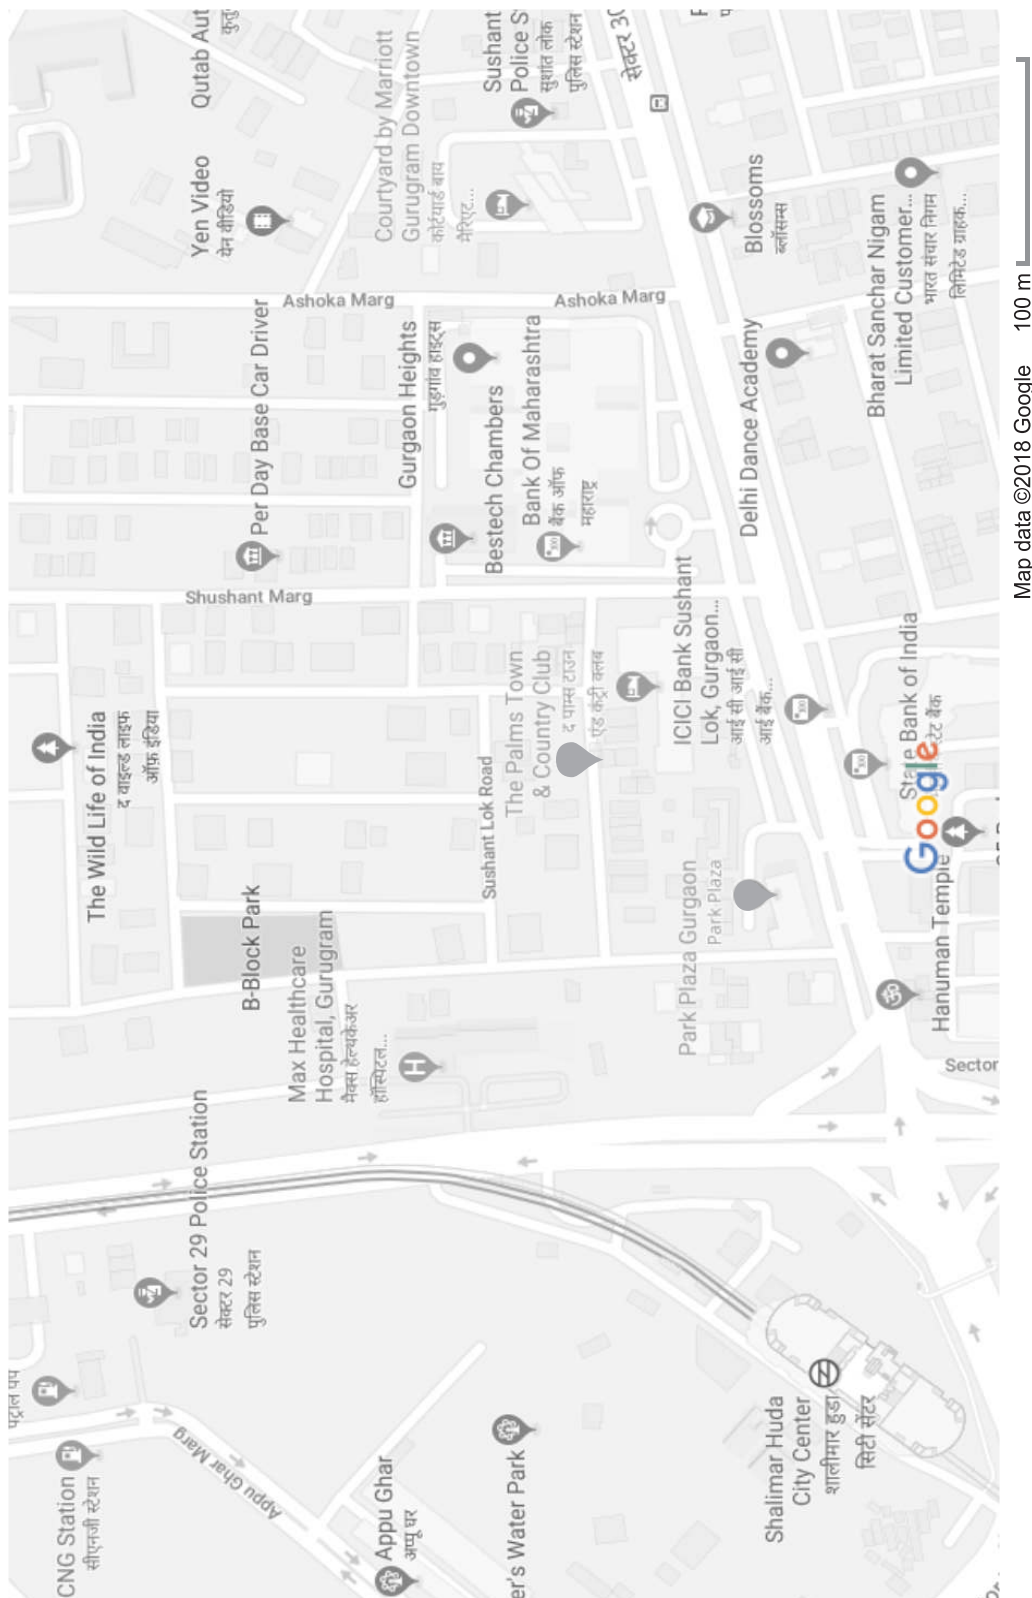 CNG Station
सीएनजी स्टेशन
The Wild Life of India
द वाइल्ड लाइफ
ऑफ़ इंडिया
Appu Ghar Marg
Sector 29 Police Station
सेक्टर 29
पुलिस स्टेशन
Shushant Marg
Per Day Base Car Driver
Yen Video
येन वीडियो
Qutab Aut
B-Block Park
Max Healthcare
Hospital, Gurugram
मैक्स हेल्थकेअर
हॉस्पिटल...
Ashoka Marg
Appu Ghar
अप्पू घर
Gurgaon Heights
गुड़गांव हाइट्स
Courtyard by Marriott
Gurugram Downtown
कोर्टयार्ड बाय
मैरिएट...
Sushant Lok Road
Bestech Chambers
Sushant
Police S
सुशांत लोक
पुलिस स्टेशन
er's Water Park
The Palms Town
& Country Club
द पाम्स टाउन
एंड कंट्री क्लब
Bank Of Maharashtra
बैंक ऑफ
महाराष्ट्र
Ashoka Marg
सेक्टर 30
Park Plaza Gurgaon
Park Plaza
ICICI Bank Sushant
Lok, Gurgaon...
आई सी आई सी
आई बैंक...
Delhi Dance Academy
Blossoms
ब्लॉसम्स
Shalimar Huda
City Center
शालीमार हुडा
सिटी सेंटर
Bharat Sanchar Nigam
Limited Customer...
भारत संचार निगम
लिमिटेड ग्राहक...
State Bank of India
स्टेट बैंक
Google
Hanuman Temple
Sector
Map data ©2018 Google 100 m